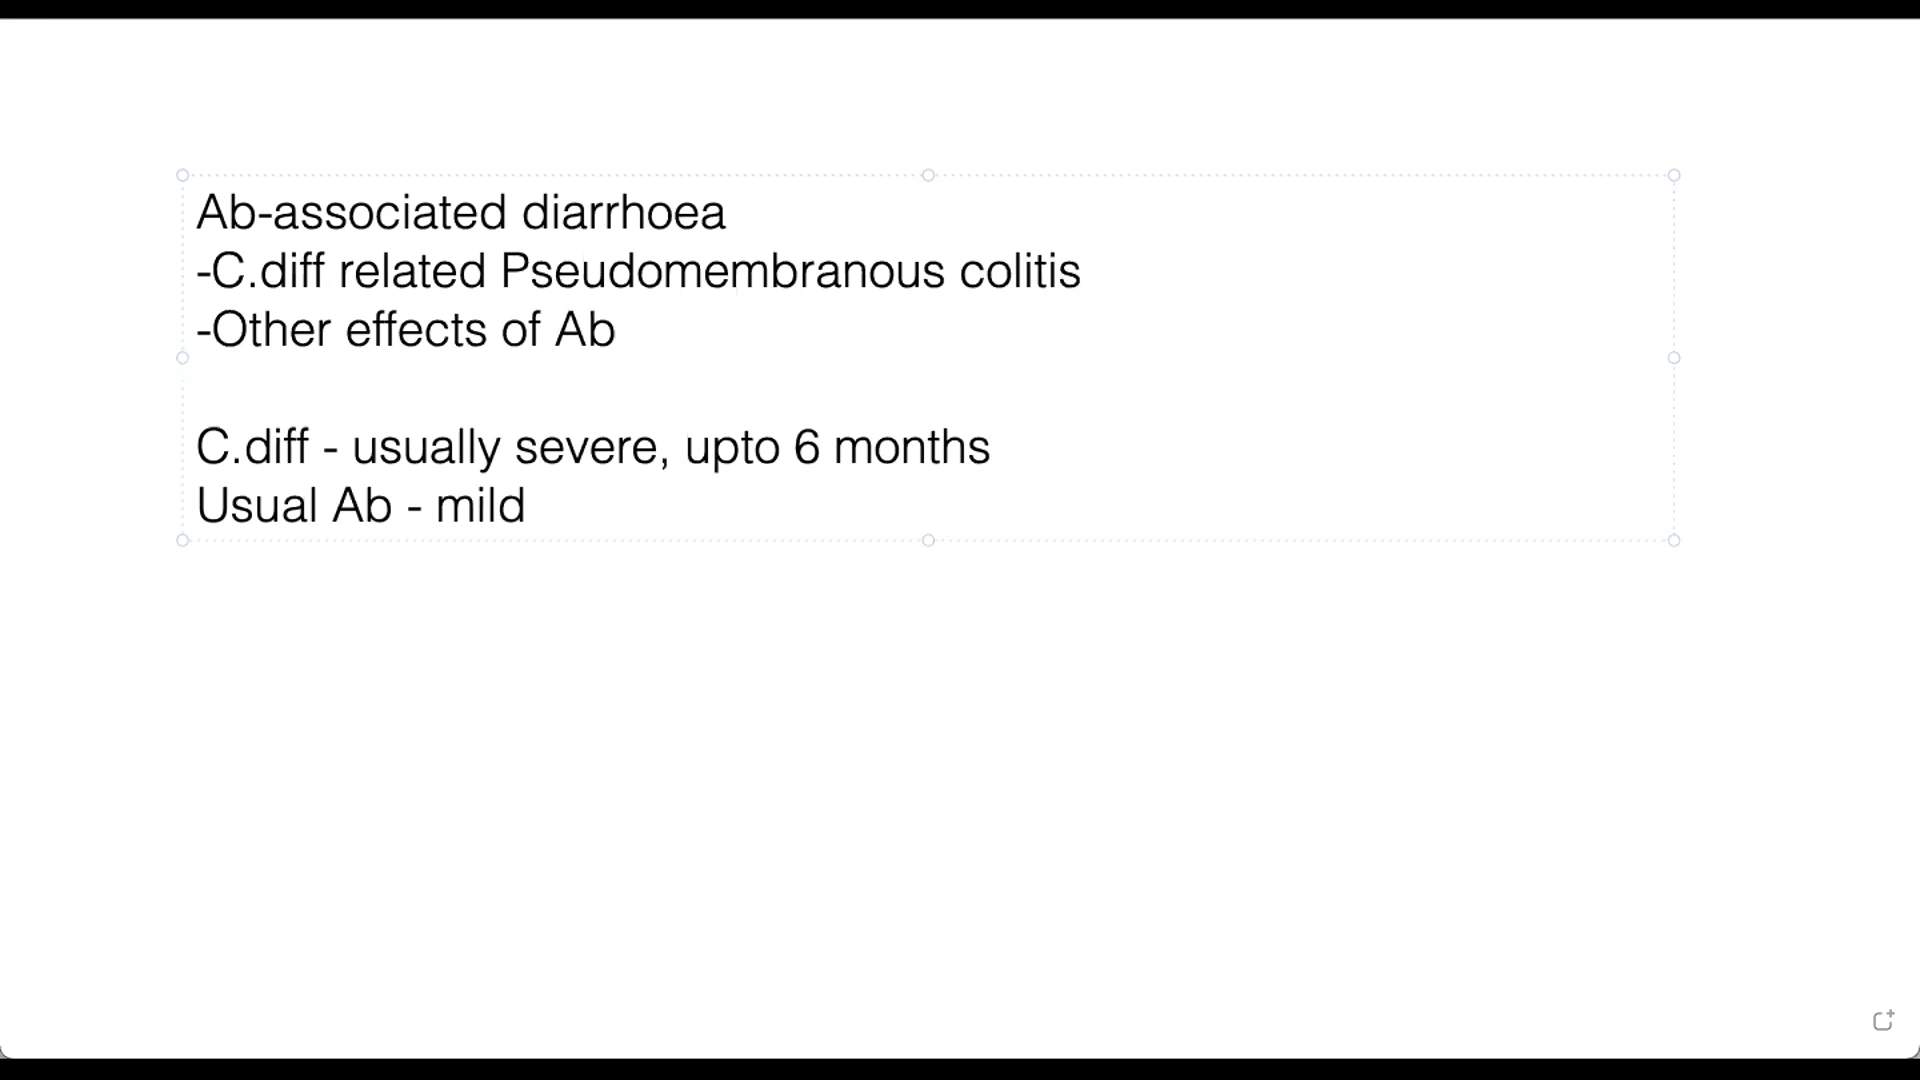 Ab-associated diarrhoea
-C.diff related Pseudomembranous colitis
-Other effects of Ab
C.diff - usually severe, upto 6 months
Usual Ab - mild